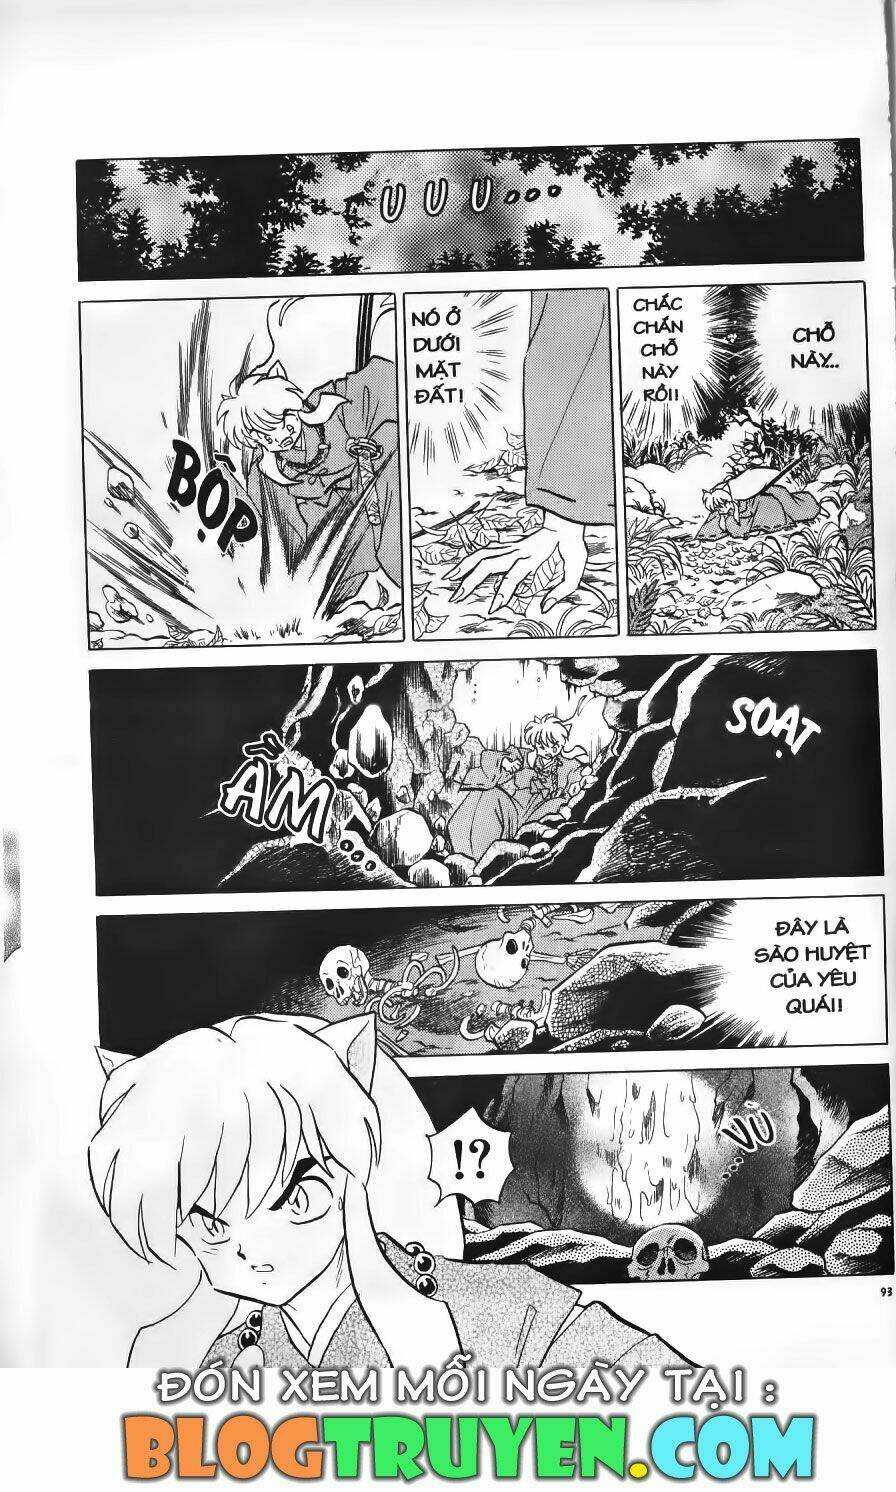 U U U...
CHỖ
NÀY...
CHẮC
CHẮN
CHỖ
NÀY
RỒI!
NÓ Ở
DƯỚI
MẶT
ĐẤT!
BỘP
SOẠT
ẦM...
ĐÂY LÀ
SÀO HUYỆT
CỦA YÊU
QUÁI!
VÙ...
!?
93
ĐÓN XEM MỖI NGÀY TẠI :
BLOGTRUYEN.COM